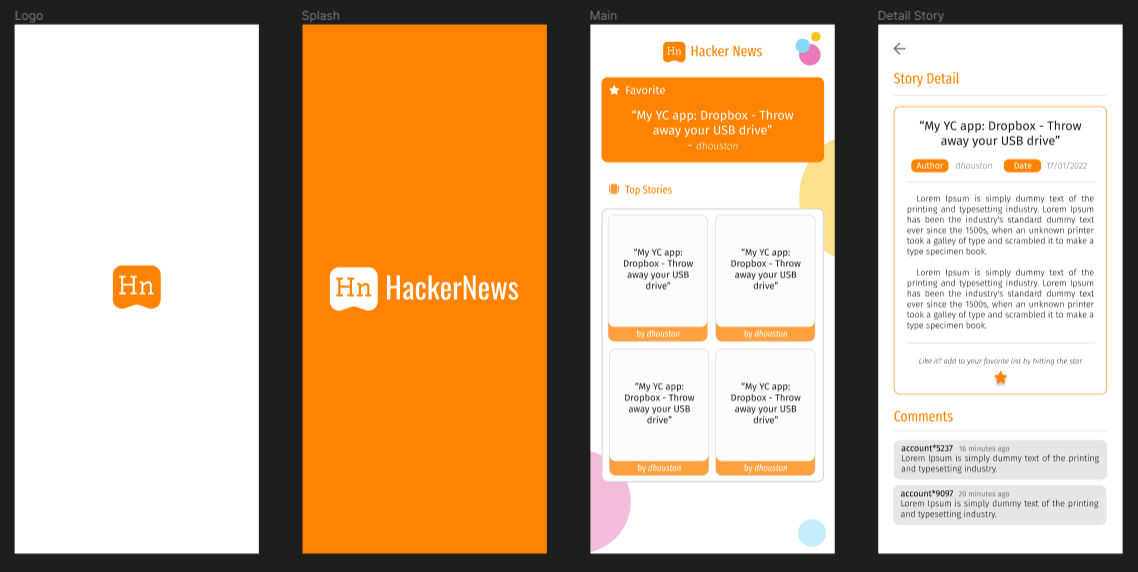 Logo
Splash
Main
Detail Story
Hn
Hn HackerNews
Hn Hacker News
Favorite
“My YC app: Dropbox - Throw
away your USB drive”
~ dhouston
Top Stories
“My YC app:
Dropbox - Throw
away your USB
drive”
by dhouston
“My YC app:
Dropbox - Throw
away your USB
drive”
by dhouston
“My YC app:
Dropbox - Throw
away your USB
drive”
by dhouston
“My YC app:
Dropbox - Throw
away your USB
drive”
by dhouston
Story Detail
“My YC app: Dropbox - Throw
away your USB drive”
Author dhouston Date 17/01/2022
Lorem Ipsum is simply dummy text of the
printing and typesetting industry. Lorem Ipsum
has been the industry's standard dummy text
ever since the 1500s, when an unknown printer
took a galley of type and scrambled it to make a
type specimen book.
Lorem Ipsum is simply dummy text of the
printing and typesetting industry. Lorem Ipsum
has been the industry's standard dummy text
ever since the 1500s, when an unknown printer
took a galley of type and scrambled it to make a
type specimen book.
Like it? add to your favorite list by hitting the star
Comments
account*5237 16 minutes ago
Lorem Ipsum is simply dummy text of the printing
and typesetting industry.
account*9097 20 minutes ago
Lorem Ipsum is simply dummy text of the printing
and typesetting industry.